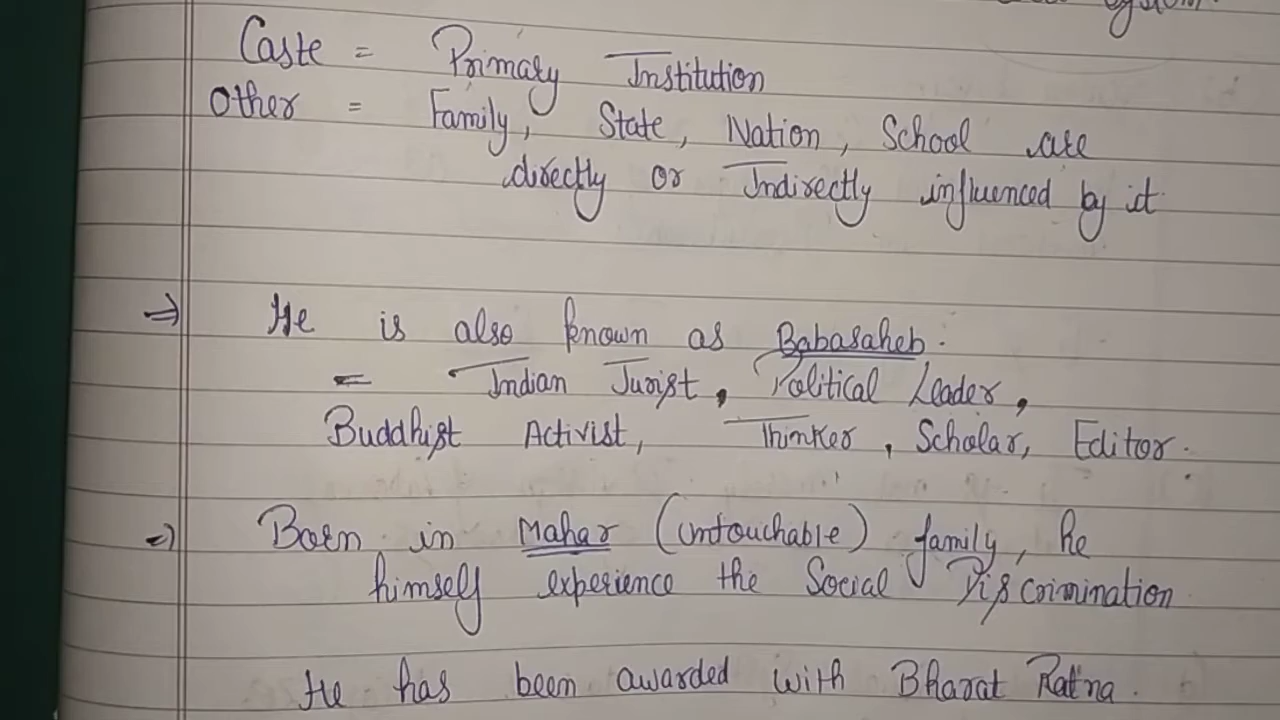 Caste = Primary Institution
Other = Family, State, Nation, School are
directly or Indirectly influenced by it.
⇒ He is also known as Babasaheb.
= Indian Jurist, Political Leader,
Buddhist Activist, Thinker, Scholar, Editor.
⇒ Born in Mahar (untouchable) family, he
himself experience the Social Discrimination
He has been awarded with Bharat Ratna.